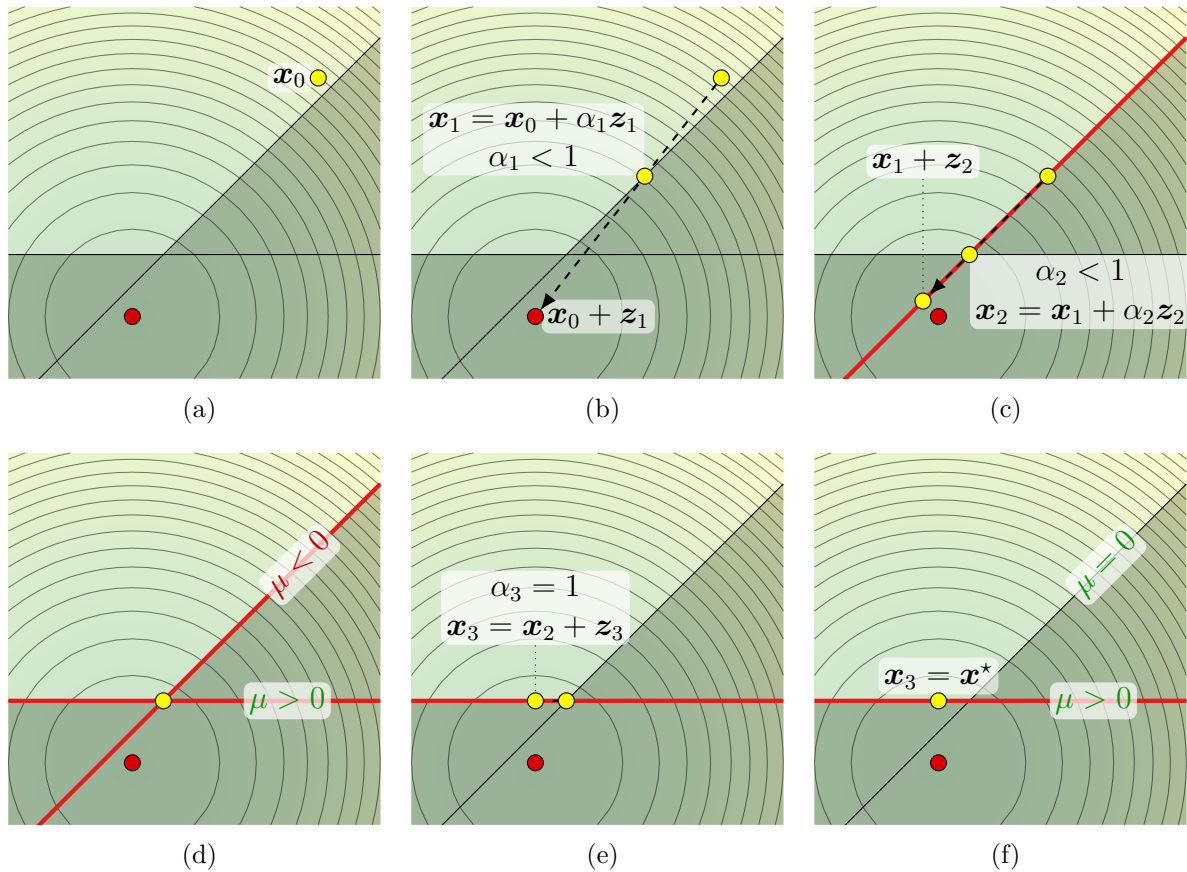 x₀
(a)
x₁ = x₀ + α₁z₁
α₁ < 1
x₀ + z₁
(b)
x₁ + z₂
α₂ < 1
x₂ = x₁ + α₂z₂
(c)
μ < 0
μ > 0
(d)
α₃ = 1
x₃ = x₂ + z₃
(e)
μ = 0
x₃ = x⋆
μ > 0
(f)